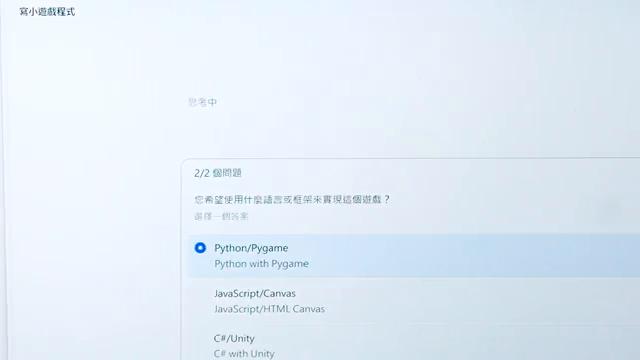 寫小遊戲程式
思考中
2/2 個問題
您希望使用什麼語言或框架來實現這個遊戲？
選擇一個答案
Python/Pygame
Python with Pygame
JavaScript/Canvas
JavaScript/HTML Canvas
C#/Unity
C# with Unity